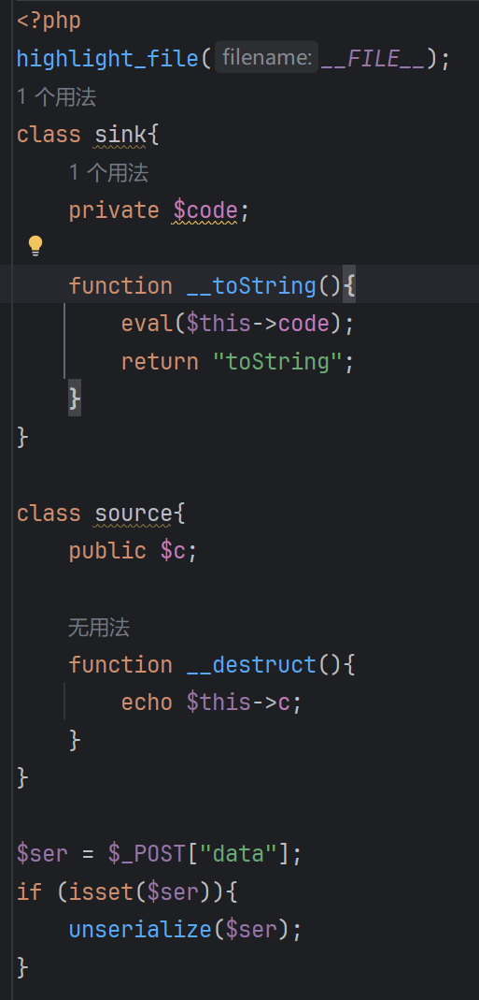 <?php
highlight_file( filename: __FILE__);
1 个用法
class sink{
1 个用法
private $code;
function __toString(){
eval($this->code);
return "toString";
}
}
class source{
public $c;
无用法
function __destruct(){
echo $this->c;
}
}
$ser = $_POST["data"];
if (isset($ser)){
unserialize($ser);
}